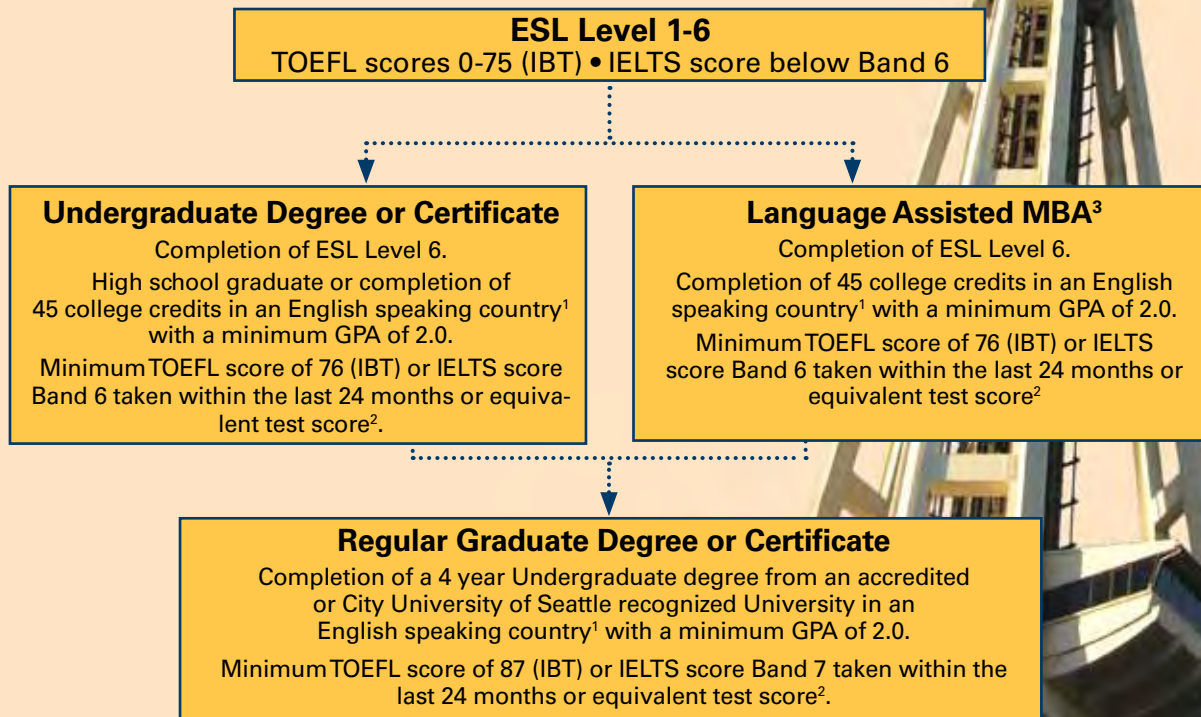 ESL Level 1-6
TOEFL scores 0-75 (IBT) • IELTS score below Band 6
Undergraduate Degree or Certificate
Completion of ESL Level 6.
High school graduate or completion of
45 college credits in an English speaking country¹
with a minimum GPA of 2.0.
Minimum TOEFL score of 76 (IBT) or IELTS score
Band 6 taken within the last 24 months or equiva-
lent test score².
Language Assisted MBA³
Completion of ESL Level 6.
Completion of 45 college credits in an English
speaking country¹ with a minimum GPA of 2.0.
Minimum TOEFL score of 76 (IBT) or IELTS
score Band 6 taken within the last 24 months or
equivalent test score²
Regular Graduate Degree or Certificate
Completion of a 4 year Undergraduate degree from an accredited
or City University of Seattle recognized University in an
English speaking country¹ with a minimum GPA of 2.0.
Minimum TOEFL score of 87 (IBT) or IELTS score Band 7 taken within the
last 24 months or equivalent test score².